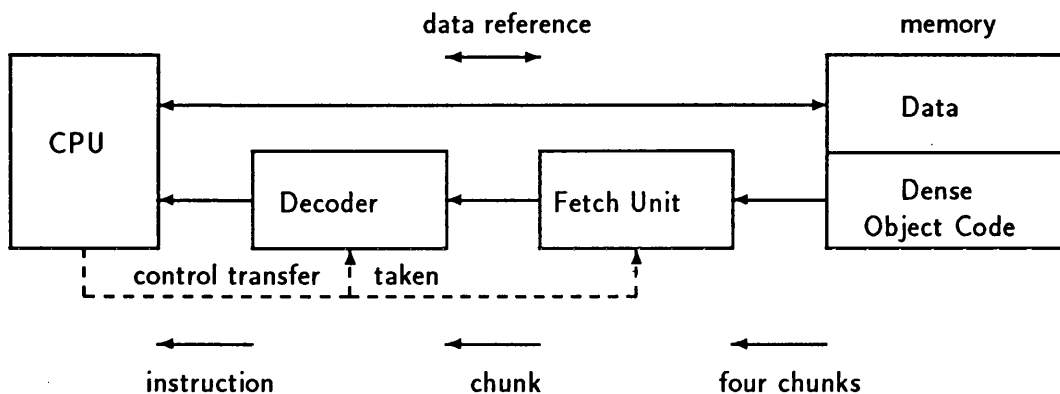 data reference
memory
CPU
Data
Decoder
Fetch Unit
Dense
Object Code
control transfer taken
instruction
chunk
four chunks